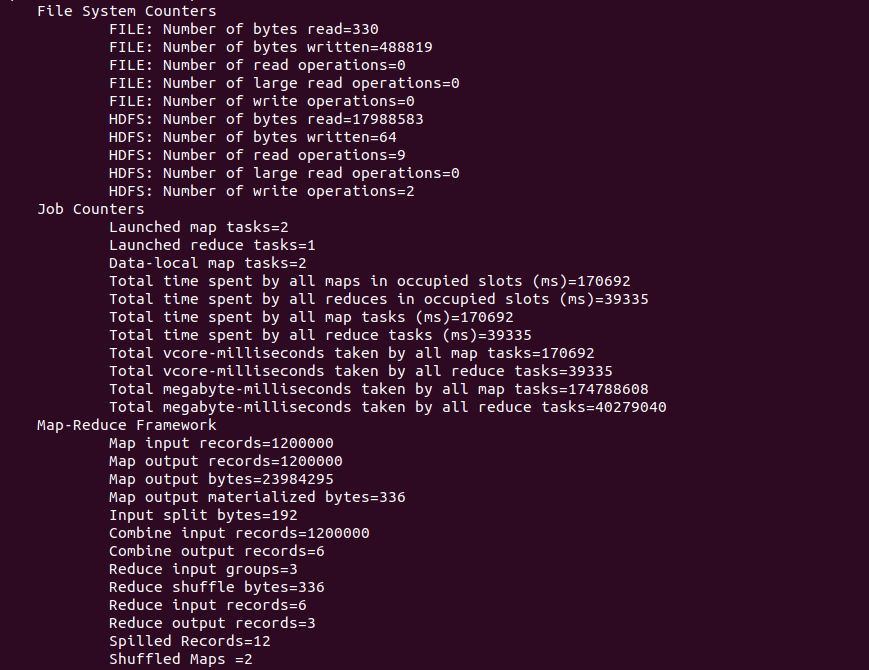 File System Counters
FILE: Number of bytes read=330
FILE: Number of bytes written=488819
FILE: Number of read operations=0
FILE: Number of large read operations=0
FILE: Number of write operations=0
HDFS: Number of bytes read=17988583
HDFS: Number of bytes written=64
HDFS: Number of read operations=9
HDFS: Number of large read operations=0
HDFS: Number of write operations=2
Job Counters
Launched map tasks=2
Launched reduce tasks=1
Data-local map tasks=2
Total time spent by all maps in occupied slots (ms)=170692
Total time spent by all reduces in occupied slots (ms)=39335
Total time spent by all map tasks (ms)=170692
Total time spent by all reduce tasks (ms)=39335
Total vcore-milliseconds taken by all map tasks=170692
Total vcore-milliseconds taken by all reduce tasks=39335
Total megabyte-milliseconds taken by all map tasks=174788608
Total megabyte-milliseconds taken by all reduce tasks=40279040
Map-Reduce Framework
Map input records=1200000
Map output records=1200000
Map output bytes=23984295
Map output materialized bytes=336
Input split bytes=192
Combine input records=1200000
Combine output records=6
Reduce input groups=3
Reduce shuffle bytes=336
Reduce input records=6
Reduce output records=3
Spilled Records=12
Shuffled Maps =2